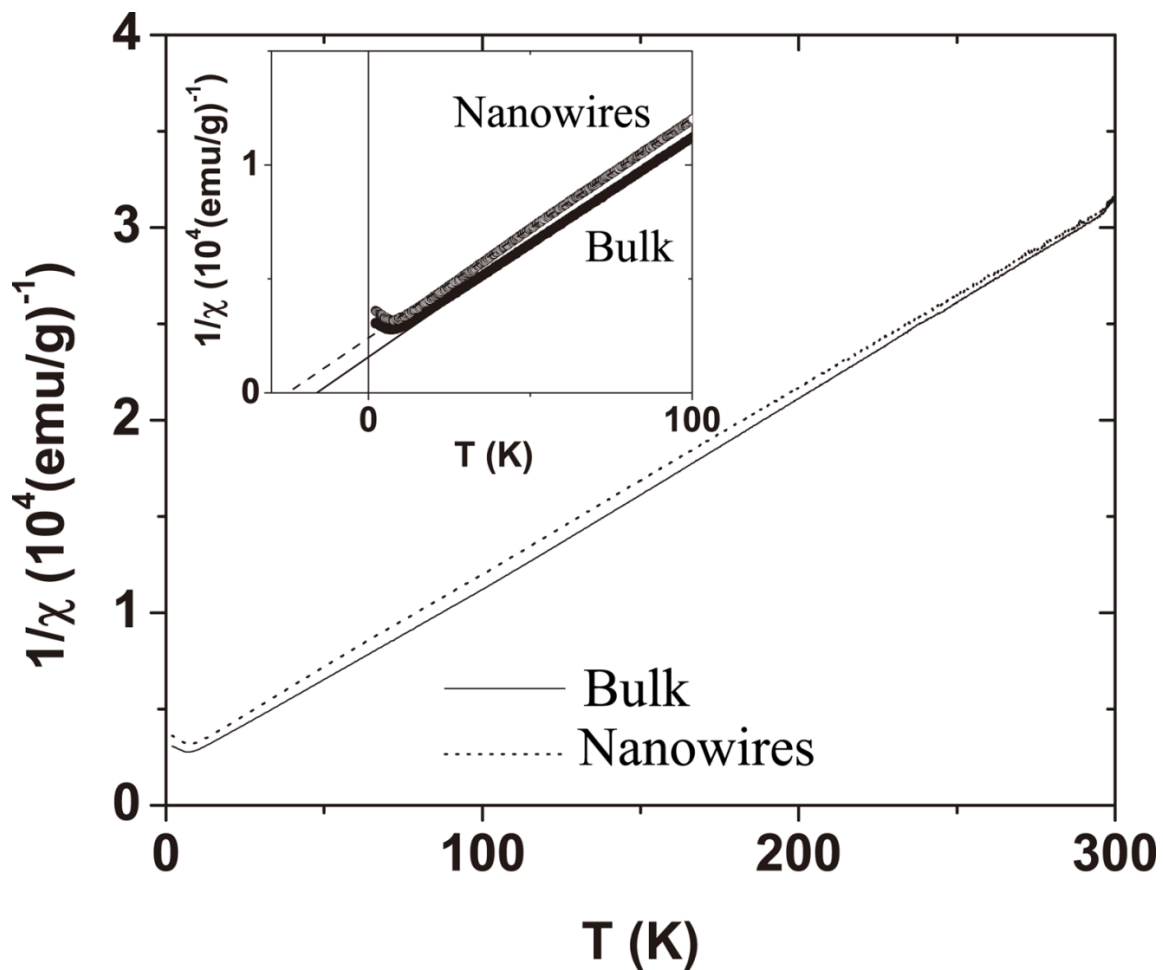 4
3
2
1
0
1/χ (10⁴(emu/g)⁻¹
0
100
200
300
T (K)
Bulk
Nanowires
1
0
1/χ (10⁴(emu/g)⁻¹
0
100
T (K)
Nanowires
Bulk